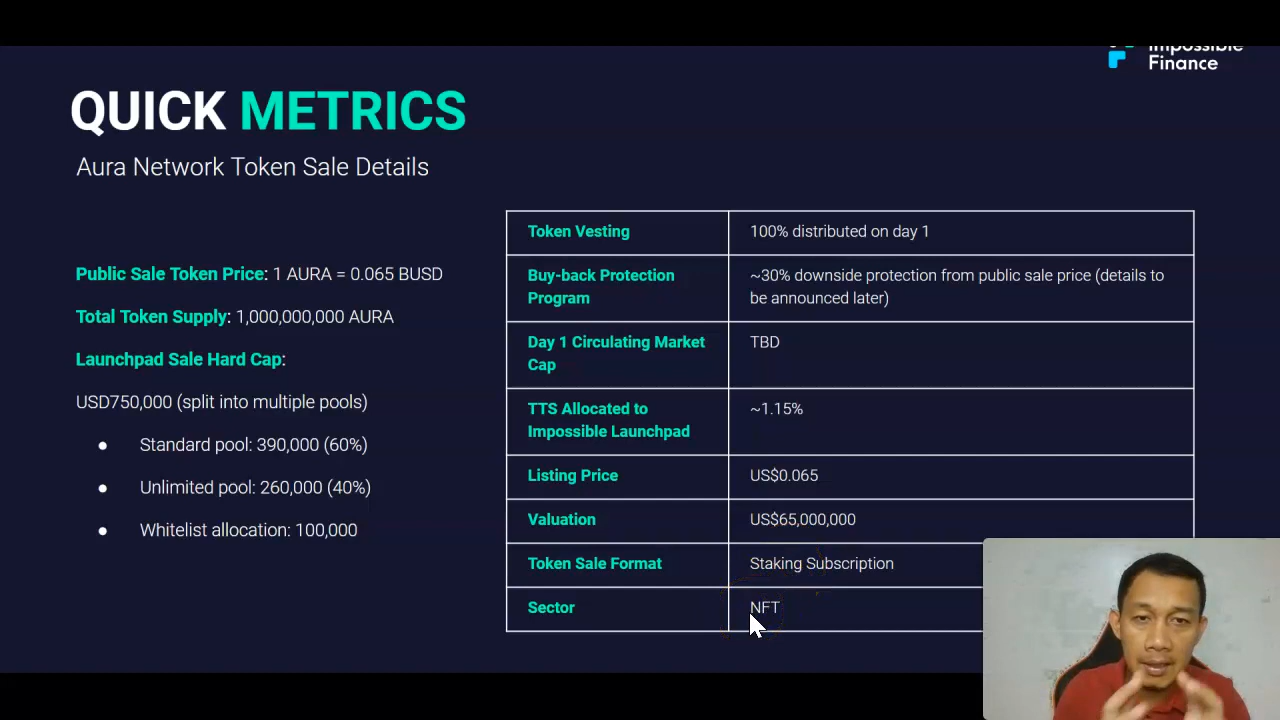 Impossible
Finance
QUICK METRICS
Aura Network Token Sale Details
Public Sale Token Price: 1 AURA = 0.065 BUSD
Total Token Supply: 1,000,000,000 AURA
Launchpad Sale Hard Cap:
USD750,000 (split into multiple pools)
● Standard pool: 390,000 (60%)
● Unlimited pool: 260,000 (40%)
● Whitelist allocation: 100,000
Token Vesting 100% distributed on day 1
Buy-back Protection ~30% downside protection from public sale price (details to
Program be announced later)
Day 1 Circulating Market TBD
Cap
TTS Allocated to ~1.15%
Impossible Launchpad
Listing Price US$0.065
Valuation US$65,000,000
Token Sale Format Staking Subscription
Sector NFT